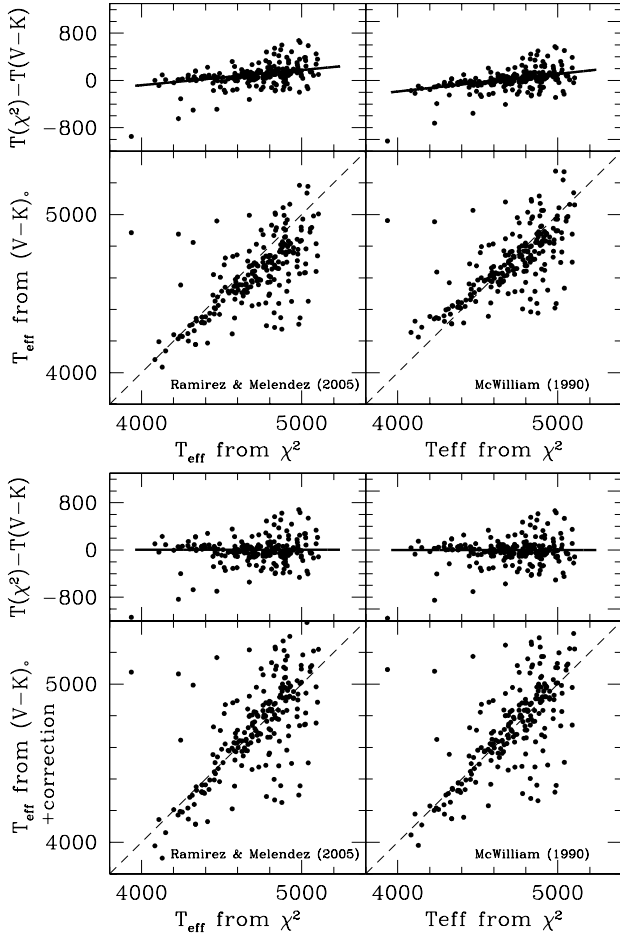 T(χ²)−T(V−K)
800
0
−800
T_eff from (V−K)₀
5000
4000
Ramirez & Melendez (2005)
McWilliam (1990)
4000 5000 4000 5000
T_eff from χ²
Teff from χ²
T(χ²)−T(V−K)
800
0
−800
T_eff from (V−K)₀
+correction
5000
4000
Ramirez & Melendez (2005)
McWilliam (1990)
4000 5000 4000 5000
T_eff from χ²
Teff from χ²